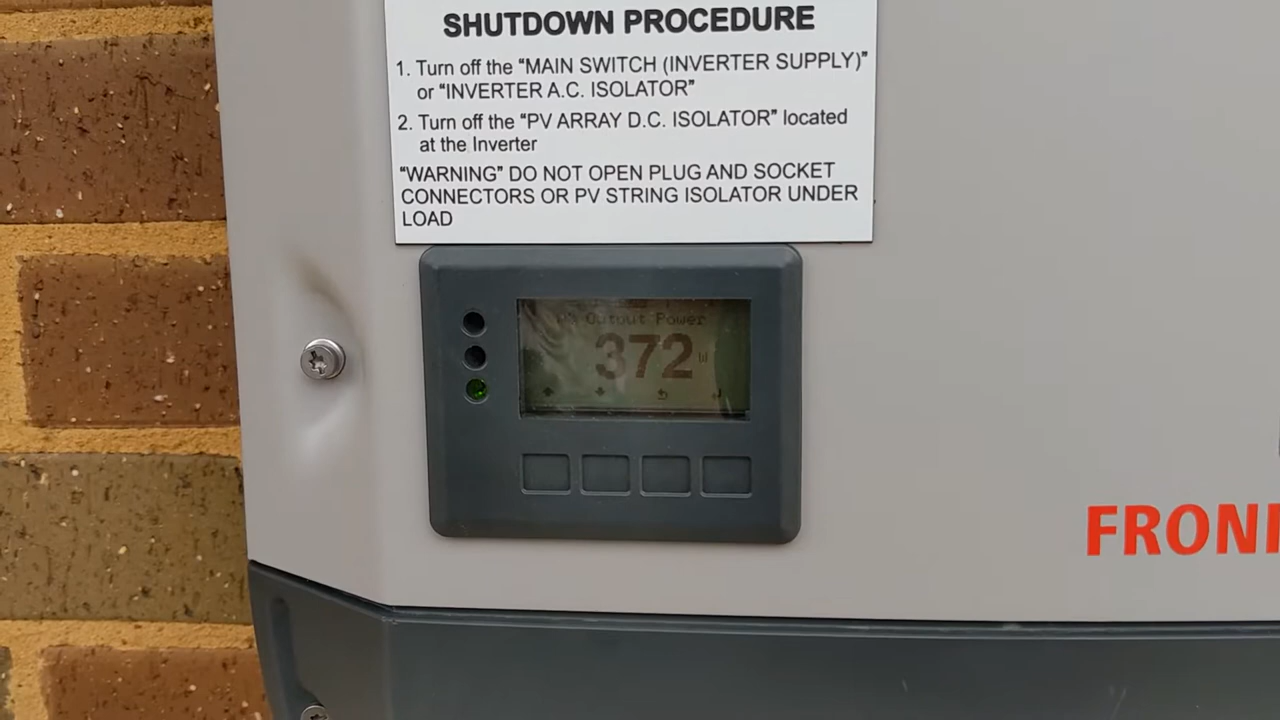 SHUTDOWN PROCEDURE
1. Turn off the “MAIN SWITCH (INVERTER SUPPLY)”
or “INVERTER A.C. ISOLATOR”
2. Turn off the “PV ARRAY D.C. ISOLATOR” located
at the Inverter
“WARNING” DO NOT OPEN PLUG AND SOCKET
CONNECTORS OR PV STRING ISOLATOR UNDER
LOAD
Output Power
372 W
FRONI